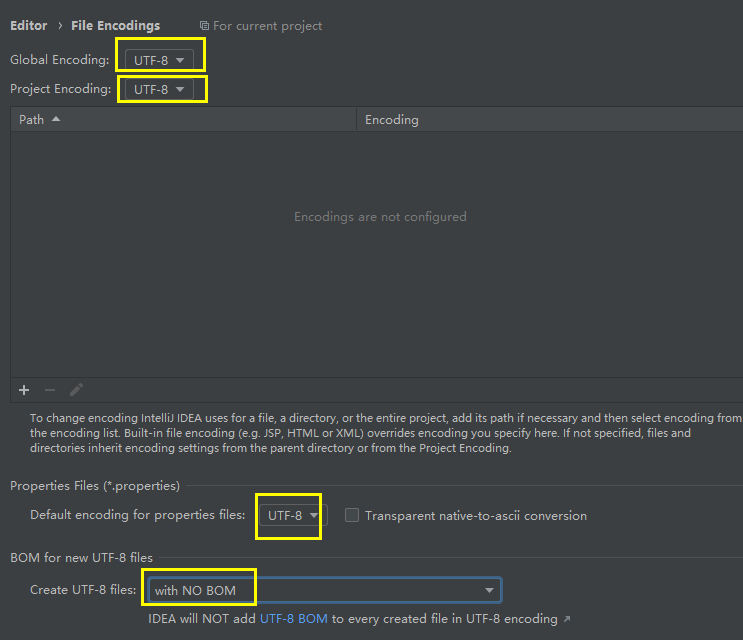 Editor › File Encodings For current project
Global Encoding: UTF-8
Project Encoding: UTF-8
Path Encoding
Encodings are not configured
To change encoding IntelliJ IDEA uses for a file, a directory, or the entire project, add its path if necessary and then select encoding from
the encoding list. Built-in file encoding (e.g. JSP, HTML or XML) overrides encoding you specify here. If not specified, files and
directories inherit encoding settings from the parent directory or from the Project Encoding.
Properties Files (*.properties)
Default encoding for properties files: UTF-8 Transparent native-to-ascii conversion
BOM for new UTF-8 files
Create UTF-8 files: with NO BOM
IDEA will NOT add UTF-8 BOM to every created file in UTF-8 encoding ↗